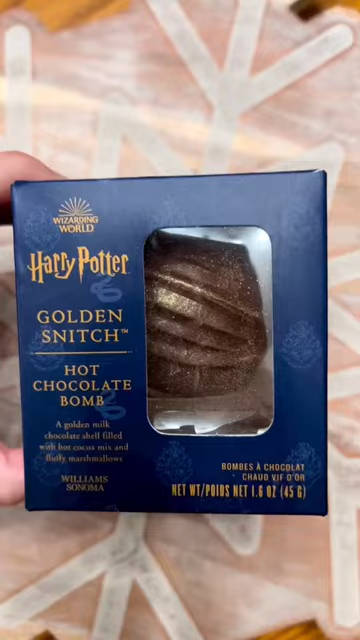 WIZARDING
WORLD
Harry Potter
GOLDEN
SNITCH™
HOT
CHOCOLATE
BOMB
A golden milk
chocolate shell filled
with hot cocoa mix and
fluffy marshmallows
WILLIAMS
SONOMA
BOMBES À CHOCOLAT
CHAUD VIF D'OR
NET WT/POIDS NET 1.6 OZ (45 G)